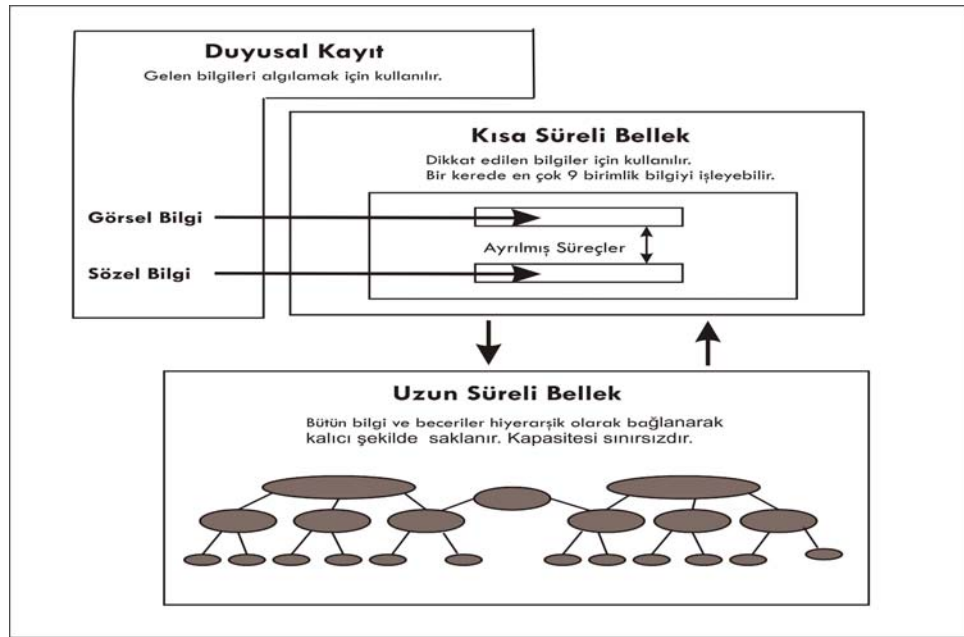 Duyusal Kayıt
Gelen bilgileri algılamak için kullanılır.
Kısa Süreli Bellek
Dikkat edilen bilgiler için kullanılır.
Bir kerede en çok 9 birimlik bilgiyi işleyebilir.
Görsel Bilgi
Ayrılmış Süreçler
Sözel Bilgi
Uzun Süreli Bellek
Bütün bilgi ve beceriler hiyerarşik olarak bağlanarak
kalıcı şekilde saklanır. Kapasitesi sınırsızdır.